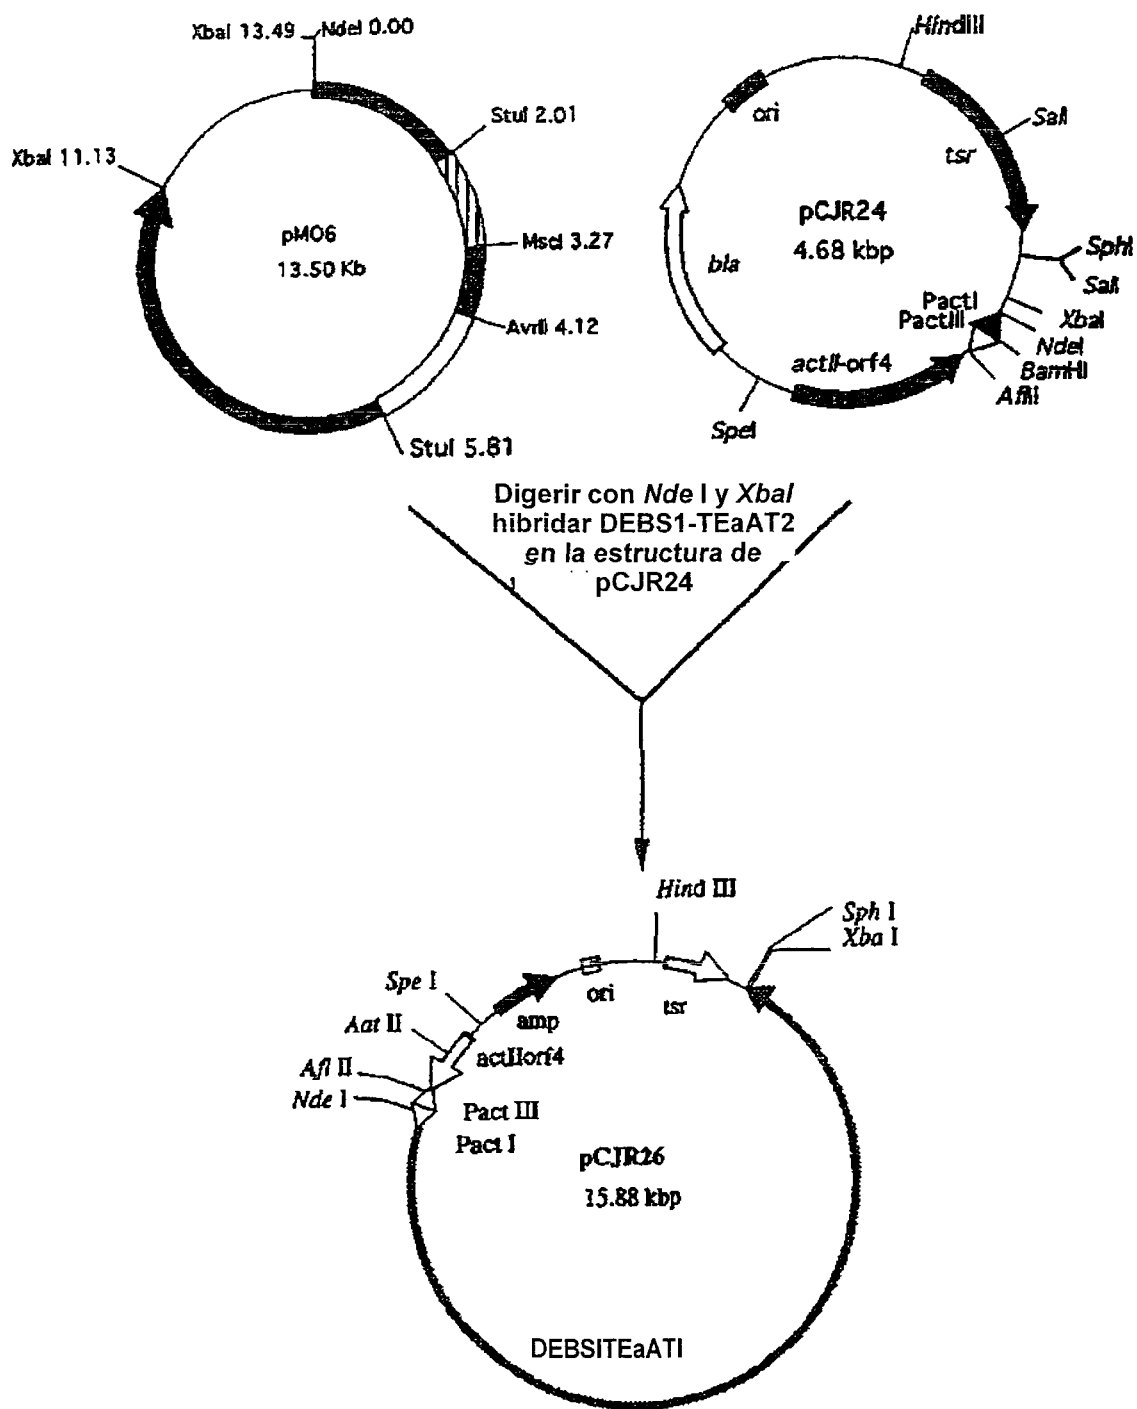 XbaI 13.49
NdeI 0.00
StuI 2.01
XbaI 11.13
pMO6
13.50 Kb
MscI 3.27
AvrII 4.12
StuI 5.81
HindIII
ori
SalI
tsr
pCJR24
4.68 kbp
bla
SphI
SalI
PactI
PactIII
XbaI
NdeI
BamHI
AflII
actII-orf4
SpeI
Digerir con Nde I y XbaI
hibridar DEBS1-TEaAT2
en la estructura de
pCJR24
Hind III
Sph I
Xba I
Spe I
ori
tsr
amp
Aat II
actIIorf4
Afl II
Nde I
Pact III
Pact I
pCJR26
15.88 kbp
DEBSITEaATI